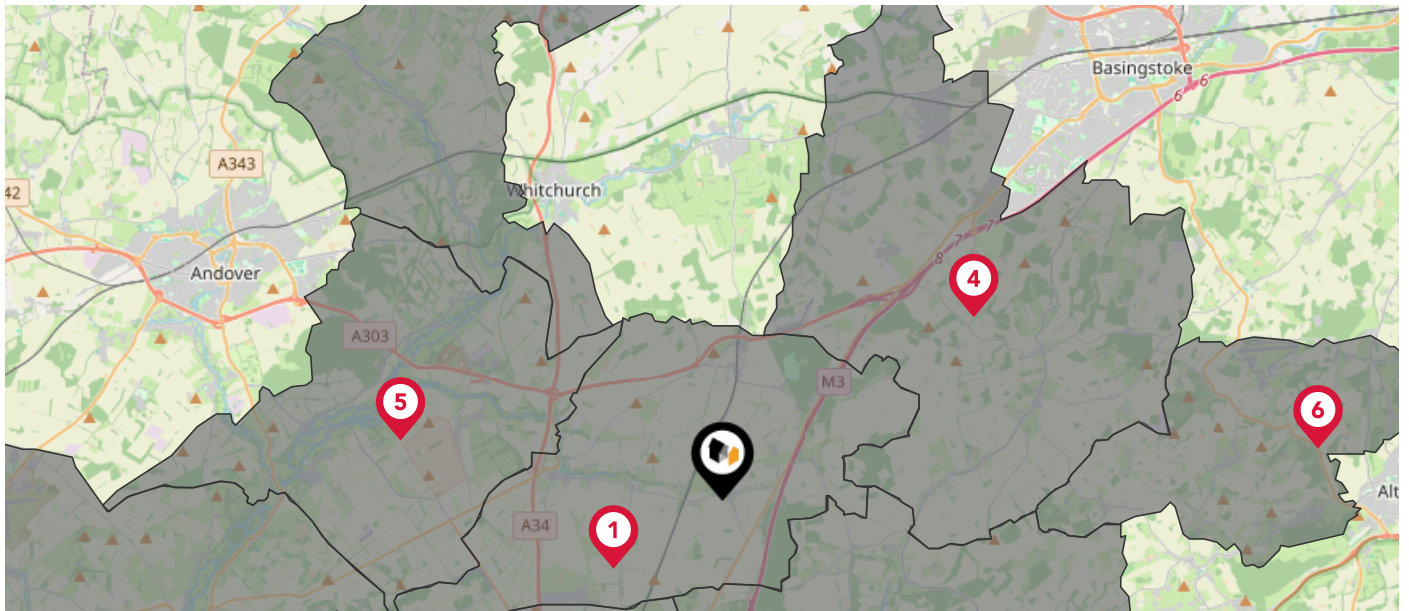 Basingstoke
6
6
A343
42
Whitchurch
7
7
8
Andover
4
A303
M3
5
6
Alt
A34
1